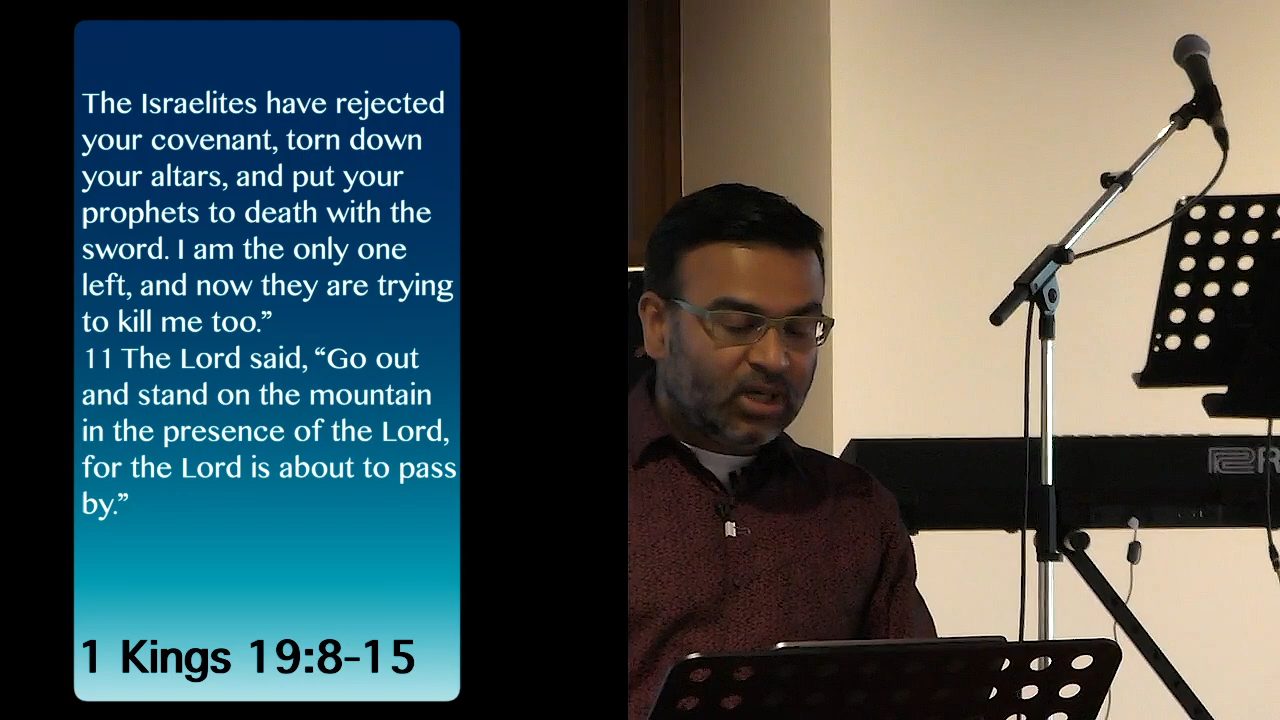 The Israelites have rejected
your covenant, torn down
your altars, and put your
prophets to death with the
sword. I am the only one
left, and now they are trying
to kill me too.”
11 The Lord said, “Go out
and stand on the mountain
in the presence of the Lord,
for the Lord is about to pass
by.”
1 Kings 19:8-15